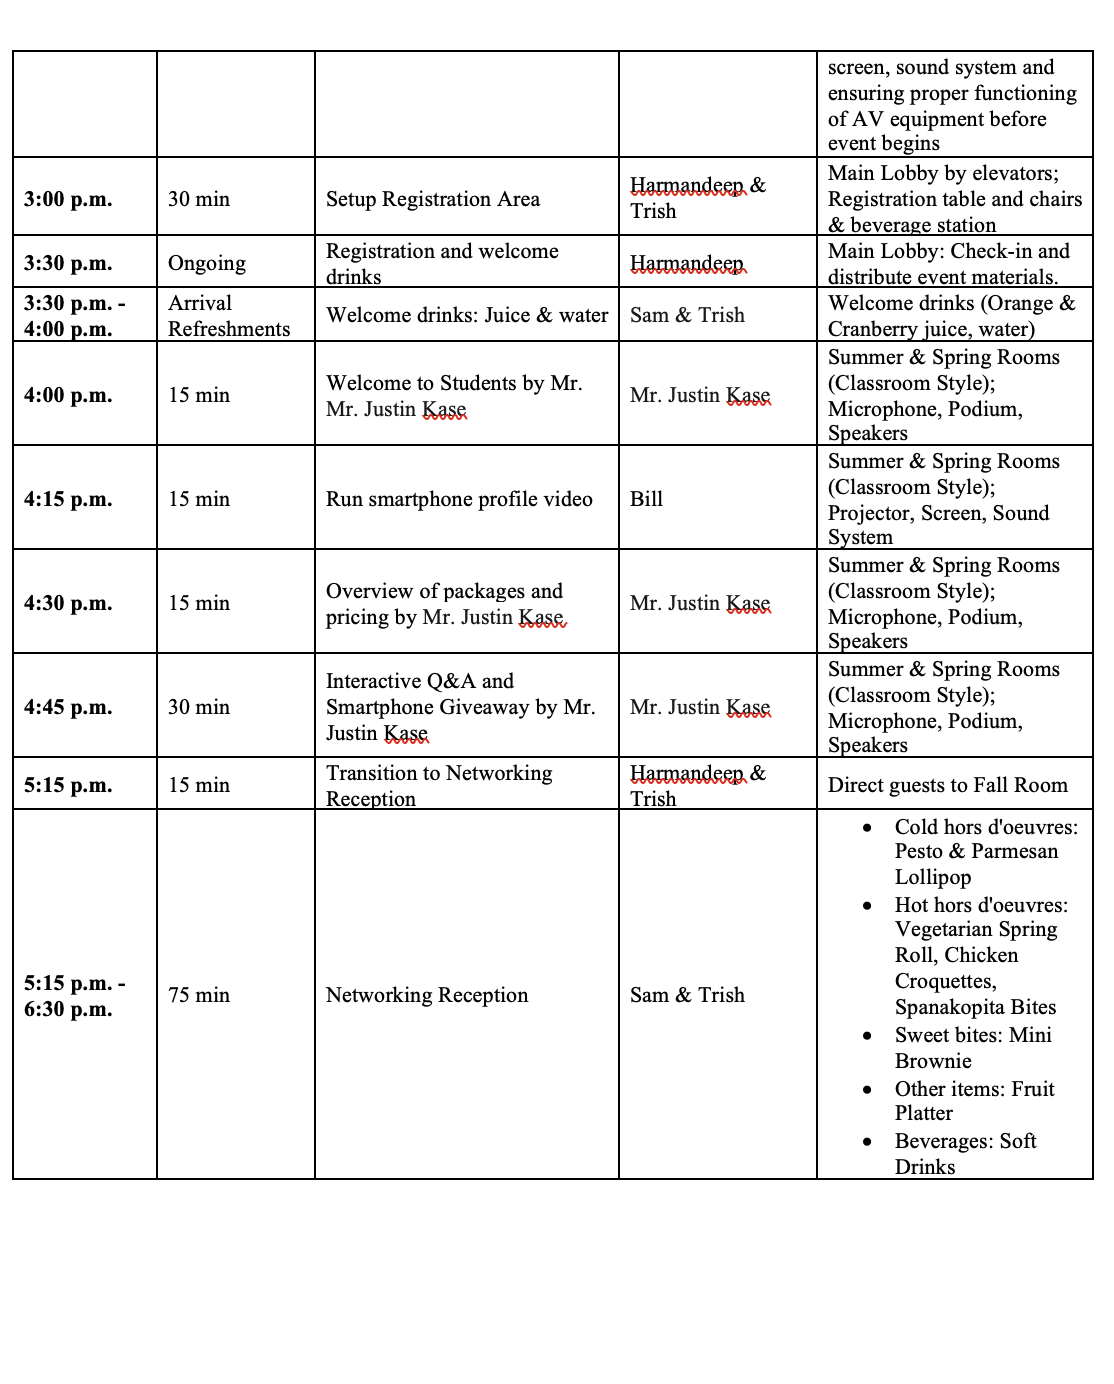 screen, sound system and
ensuring proper functioning
of AV equipment before
event begins
3:00 p.m.
30 min
Setup Registration Area
Harmandeep &
Trish
Main Lobby by elevators;
Registration table and chairs
& beverage station
3:30 p.m.
Ongoing
Registration and welcome
drinks
Harmandeep
Main Lobby: Check-in and
distribute event materials.
3:30 p.m. -
4:00 p.m.
Arrival
Refreshments
Welcome drinks: Juice & water
Sam & Trish
Welcome drinks (Orange &
Cranberry juice, water)
4:00 p.m.
15 min
Welcome to Students by Mr.
Mr. Justin Kase
Mr. Justin Kase
Summer & Spring Rooms
(Classroom Style);
Microphone, Podium,
Speakers
4:15 p.m.
15 min
Run smartphone profile video
Bill
Summer & Spring Rooms
(Classroom Style);
Projector, Screen, Sound
System
4:30 p.m.
15 min
Overview of packages and
pricing by Mr. Justin Kase
Mr. Justin Kase
Summer & Spring Rooms
(Classroom Style);
Microphone, Podium,
Speakers
4:45 p.m.
30 min
Interactive Q&A and
Smartphone Giveaway by Mr.
Justin Kase
Mr. Justin Kase
Summer & Spring Rooms
(Classroom Style);
Microphone, Podium,
Speakers
5:15 p.m.
15 min
Transition to Networking
Reception
Harmandeep &
Trish
Direct guests to Fall Room
5:15 p.m. -
6:30 p.m.
75 min
Networking Reception
Sam & Trish
• Cold hors d'oeuvres:
Pesto & Parmesan
Lollipop
• Hot hors d'oeuvres:
Vegetarian Spring
Roll, Chicken
Croquettes,
Spanakopita Bites
• Sweet bites: Mini
Brownie
• Other items: Fruit
Platter
• Beverages: Soft
Drinks